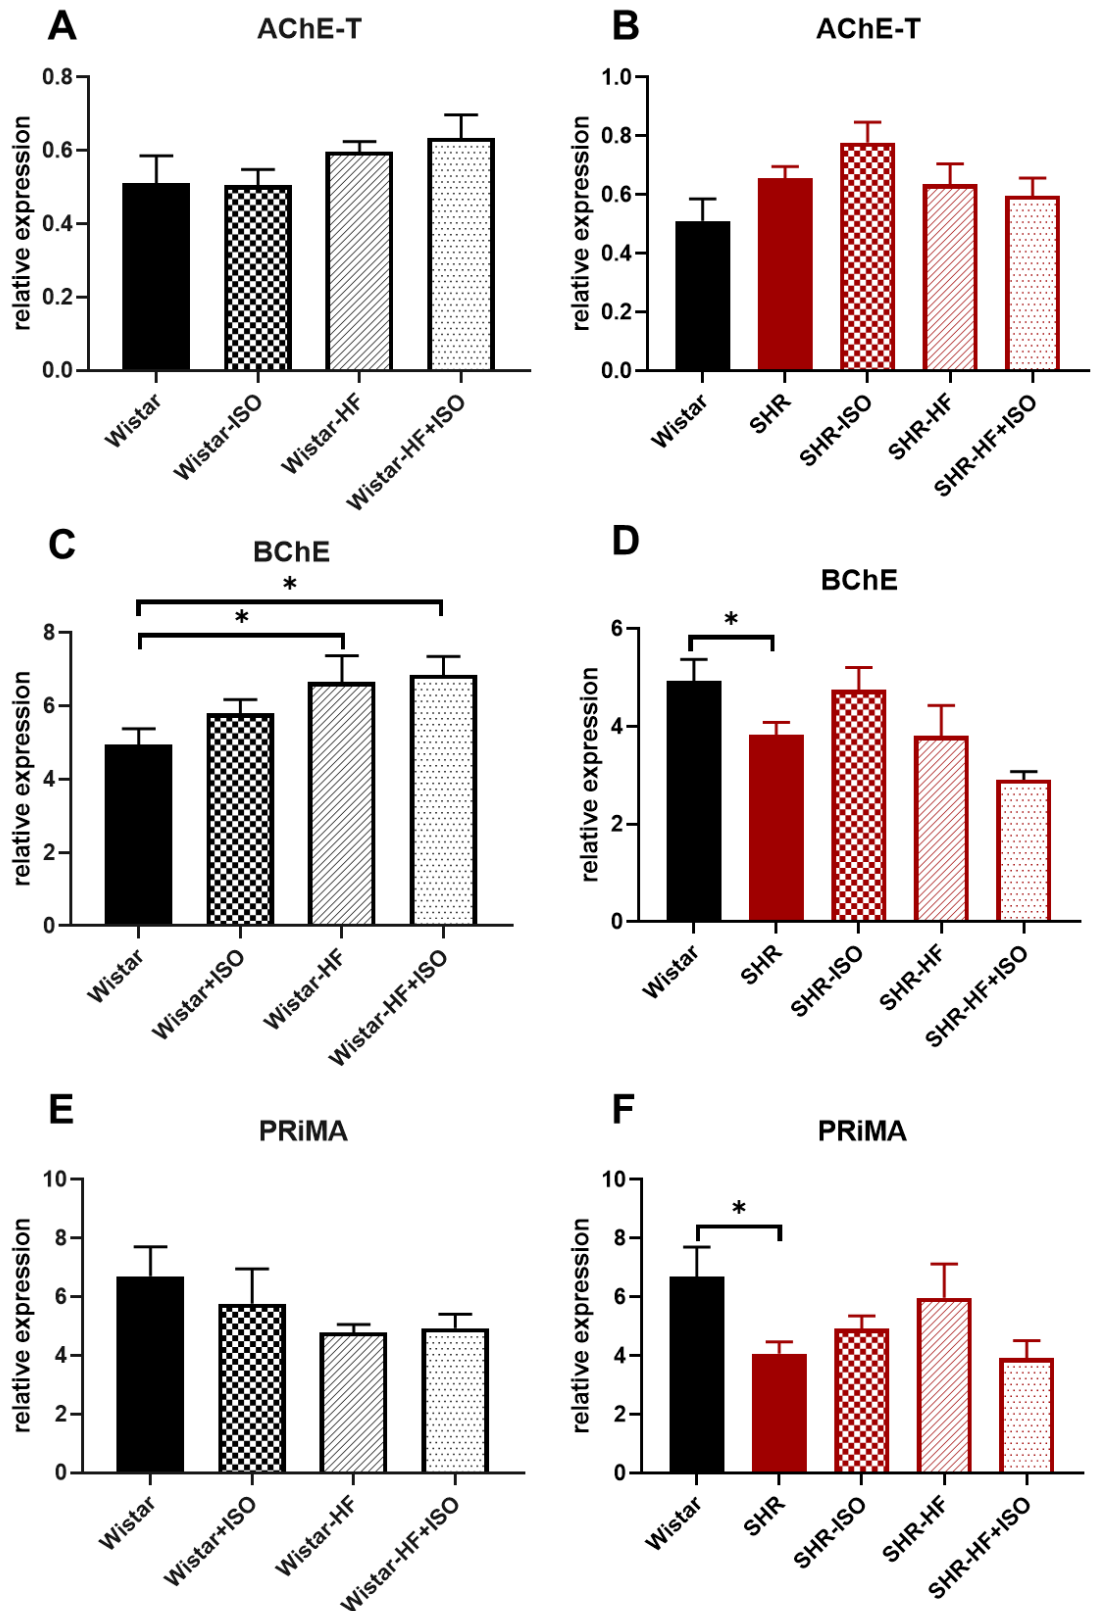 A
AChE-T
relative expression
0.8
0.6
0.4
0.2
0.0
Wistar
Wistar-ISO
Wistar-HF
Wistar-HF+ISO
B
AChE-T
relative expression
1.0
0.8
0.6
0.4
0.2
0.0
Wistar
SHR
SHR-ISO
SHR-HF
SHR-HF+ISO
C
BChE
*
*
relative expression
8
6
4
2
0
Wistar
Wistar+ISO
Wistar-HF
Wistar-HF+ISO
D
BChE
*
relative expression
6
4
2
0
Wistar
SHR
SHR-ISO
SHR-HF
SHR-HF+ISO
E
PRiMA
relative expression
10
8
6
4
2
0
Wistar
Wistar+ISO
Wistar-HF
Wistar-HF+ISO
F
PRiMA
*
relative expression
10
8
6
4
2
0
Wistar
SHR
SHR-ISO
SHR-HF
SHR-HF+ISO